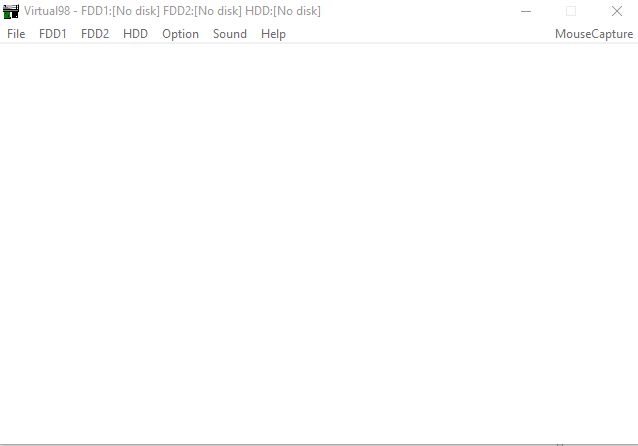 Virtual98 - FDD1:[No disk] FDD2:[No disk] HDD:[No disk]
File FDD1 FDD2 HDD Option Sound Help MouseCapture